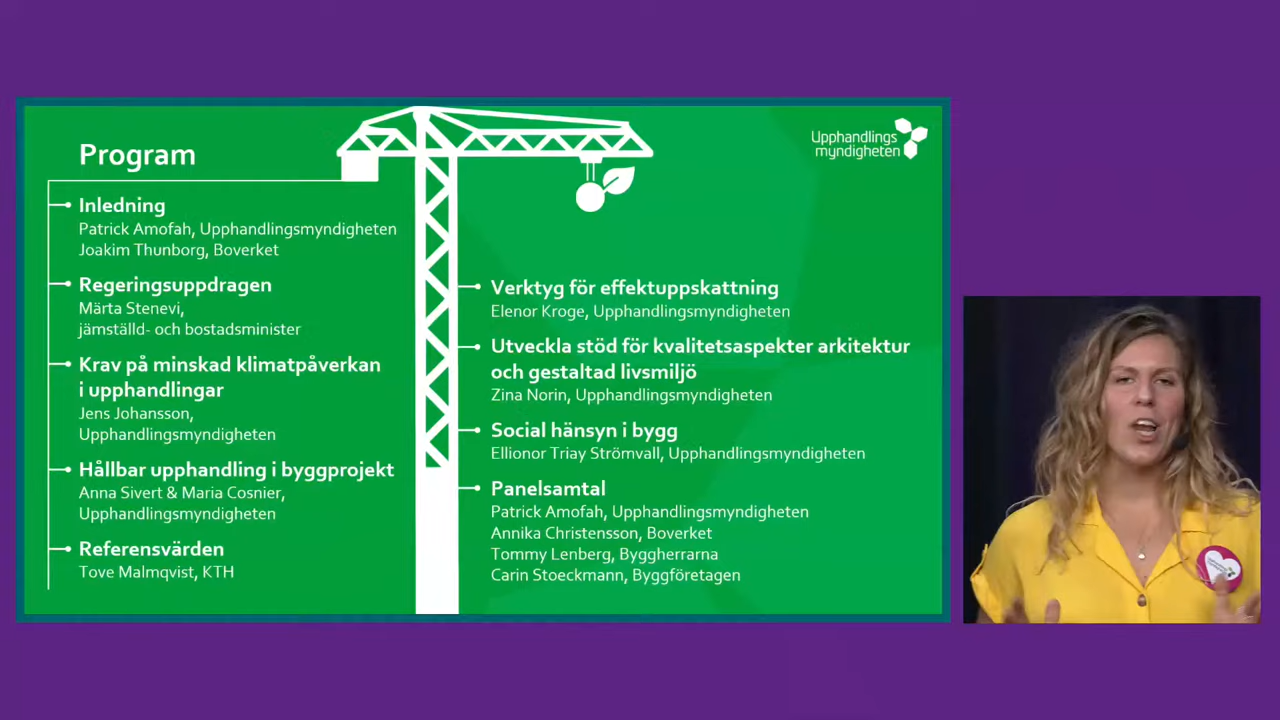 Program
Inledning
Patrick Amofah, Upphandlingsmyndigheten
Joakim Thunborg, Boverket
Regeringsuppdragen
Märta Stenevi,
jämställd- och bostadsminister
Krav på minskad klimatpåverkan
i upphandlingar
Jens Johansson,
Upphandlingsmyndigheten
Hållbar upphandling i byggprojekt
Anna Sivert & Maria Cosnier,
Upphandlingsmyndigheten
Referensvärden
Tove Malmqvist, KTH
Upphandlings
myndigheten
Verktyg för effektuppskattning
Elenor Kroge, Upphandlingsmyndigheten
Utveckla stöd för kvalitetsaspekter arkitektur
och gestaltad livsmiljö
Zina Norin, Upphandlingsmyndigheten
Social hänsyn i bygg
Ellionor Triay Strömvall, Upphandlingsmyndigheten
Panelsamtal
Patrick Amofah, Upphandlingsmyndigheten
Annika Christensson, Boverket
Tommy Lenberg, Byggherrarna
Carin Stoeckmann, Byggföretagen